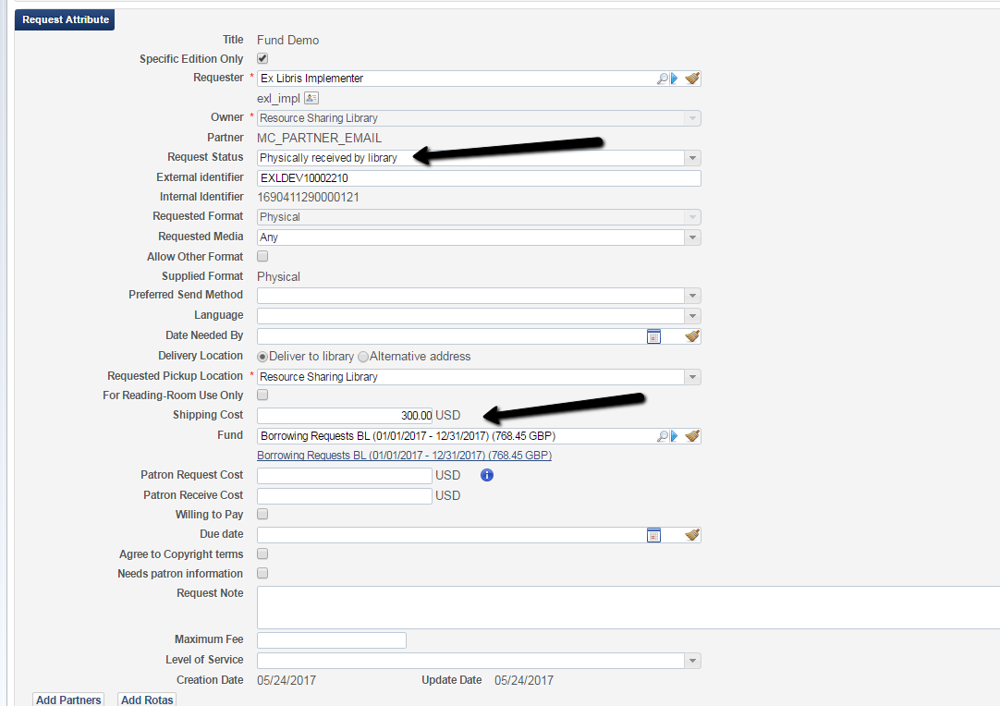 Request Attribute
Title Fund Demo
Specific Edition Only
Requester * Ex Libris Implementer
exl_impl
Owner * Resource Sharing Library
Partner MC_PARTNER_EMAIL
Request Status Physically received by library
External identifier EXLDEV10002210
Internal Identifier 1690411290000121
Requested Format Physical
Requested Media Any
Allow Other Format
Supplied Format Physical
Preferred Send Method
Language
Date Needed By
Delivery Location Deliver to library Alternative address
Requested Pickup Location * Resource Sharing Library
For Reading-Room Use Only
Shipping Cost 300.00 USD
Fund Borrowing Requests BL (01/01/2017 - 12/31/2017) (768.45 GBP)
Borrowing Requests BL (01/01/2017 - 12/31/2017) (768.45 GBP)
Patron Request Cost USD
Patron Receive Cost USD
Willing to Pay
Due date
Agree to Copyright terms
Needs patron information
Request Note
Maximum Fee
Level of Service
Creation Date 05/24/2017 Update Date 05/24/2017
Add Partners Add Rotas